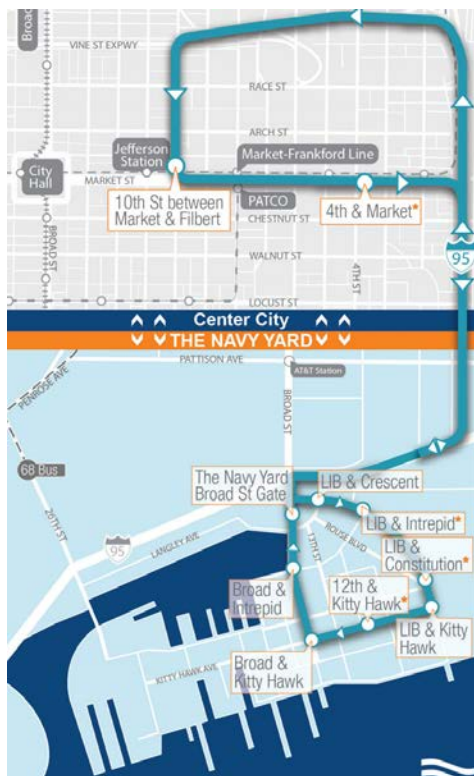 Broad
VINE ST EXPWY
RACE ST
ARCH ST
Jefferson
Station
Market-Frankford Line
City
Hall
MARKET ST
10th St between
Market & Filbert
PATCO
4th & Market*
CHESTNUT ST
WALNUT ST
BROAD ST
4TH ST
95
LOCUST ST
Center City
THE NAVY YARD
PATTISON AVE
PENROSE AVE
AT&T Station
BROAD ST
68 Bus
20TH ST
The Navy Yard
Broad St Gate
LIB & Crescent
LIB & Intrepid*
ROUSE BLVD
LIB &
Constitution*
95
LANGLEY AVE
13TH ST
Broad &
Intrepid
12th &
Kitty Hawk*
LIB & Kitty
Hawk
Broad &
Kitty Hawk
KITTY HAWK AVE